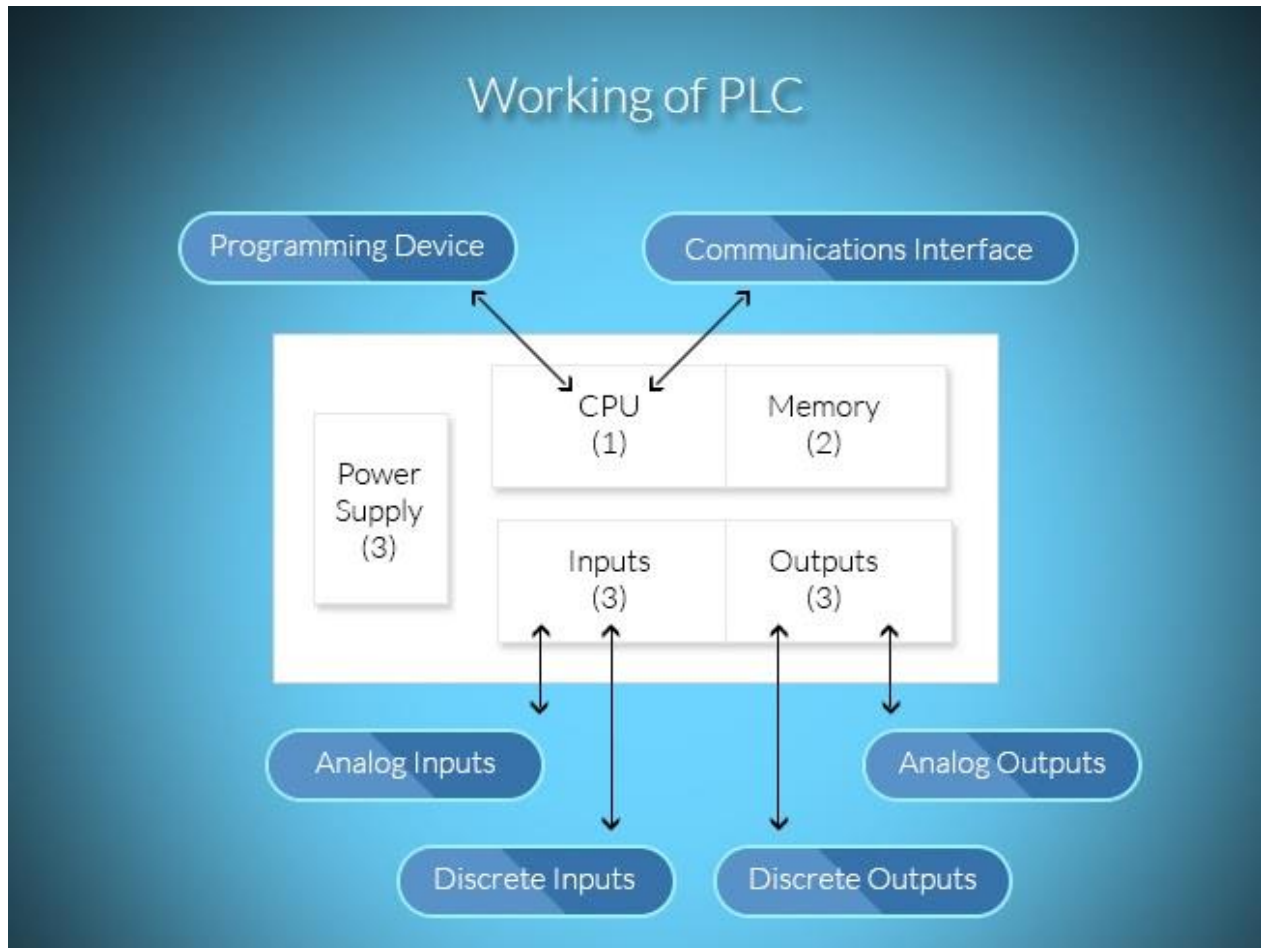 Working of PLC
Programming Device
Communications Interface
CPU
(1)
Memory
(2)
Power
Supply
(3)
Inputs
(3)
Outputs
(3)
Analog Inputs
Analog Outputs
Discrete Inputs
Discrete Outputs